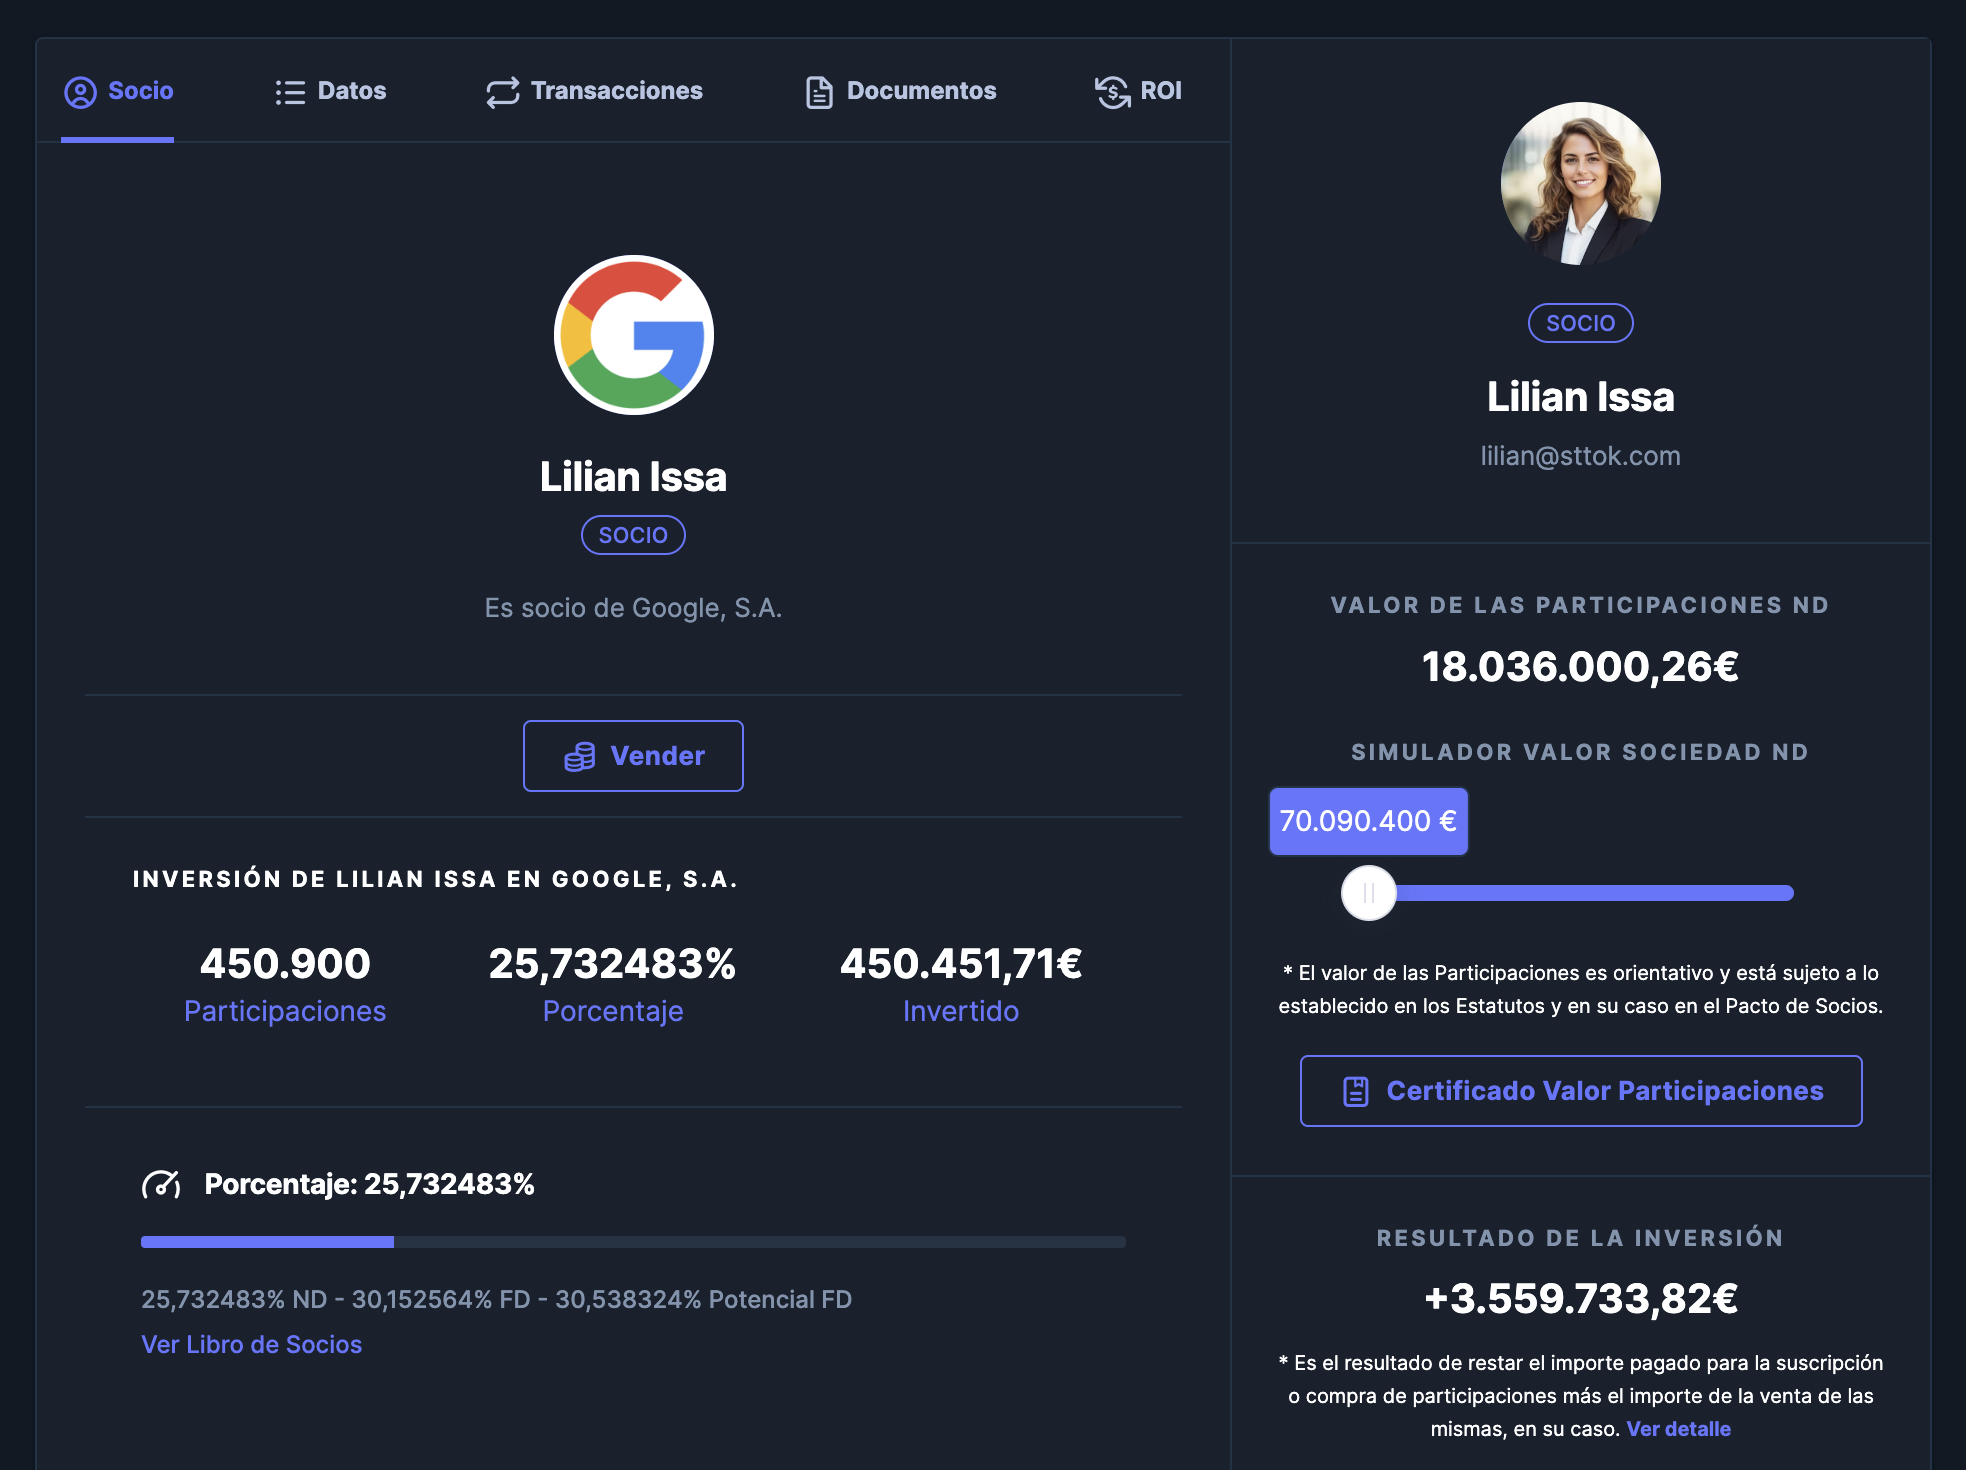 Socio
Datos
Transacciones
Documentos
ROI
Lilian Issa
SOCIO
Es socio de Google, S.A.
Vender
INVERSIÓN DE LILIAN ISSA EN GOOGLE, S.A.
450.900
Participaciones
25,732483%
Porcentaje
450.451,71€
Invertido
Porcentaje: 25,732483%
25,732483% ND - 30,152564% FD - 30,538324% Potencial FD
Ver Libro de Socios
SOCIO
Lilian Issa
lilian@sttok.com
VALOR DE LAS PARTICIPACIONES ND
18.036.000,26€
SIMULADOR VALOR SOCIEDAD ND
70.090.400 €
* El valor de las Participaciones es orientativo y está sujeto a lo
establecido en los Estatutos y en su caso en el Pacto de Socios.
Certificado Valor Participaciones
RESULTADO DE LA INVERSIÓN
+3.559.733,82€
* Es el resultado de restar el importe pagado para la suscripción
o compra de participaciones más el importe de la venta de las
mismas, en su caso. Ver detalle